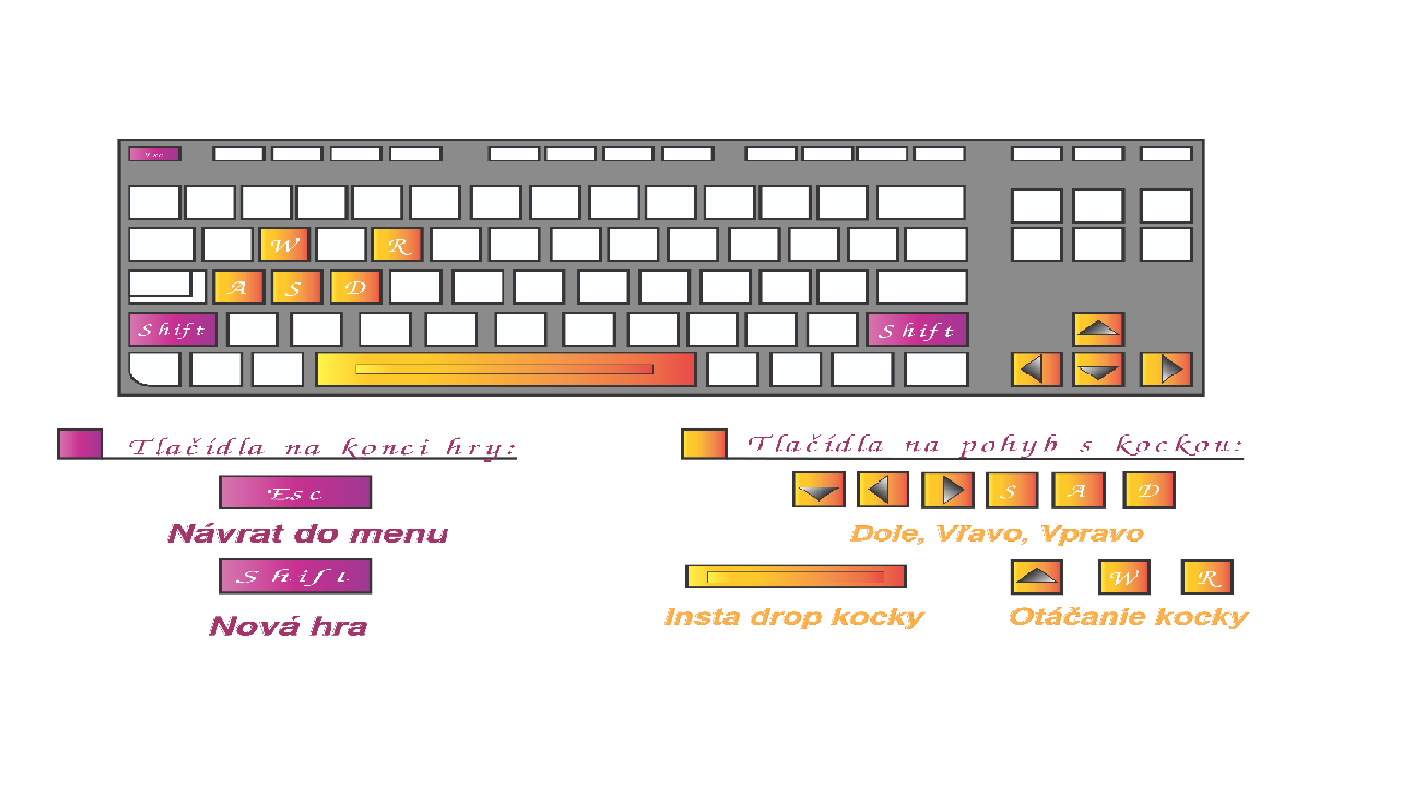 Esc
W R
A S D
Shift Shift
Tlačídla na konci hry: Tlačídla na pohyb s kockou:
Esc S A D
Návrat do menu Dole, Vľavo, Vpravo
Shift W R
Nová hra Insta drop kocky Otáčanie kocky